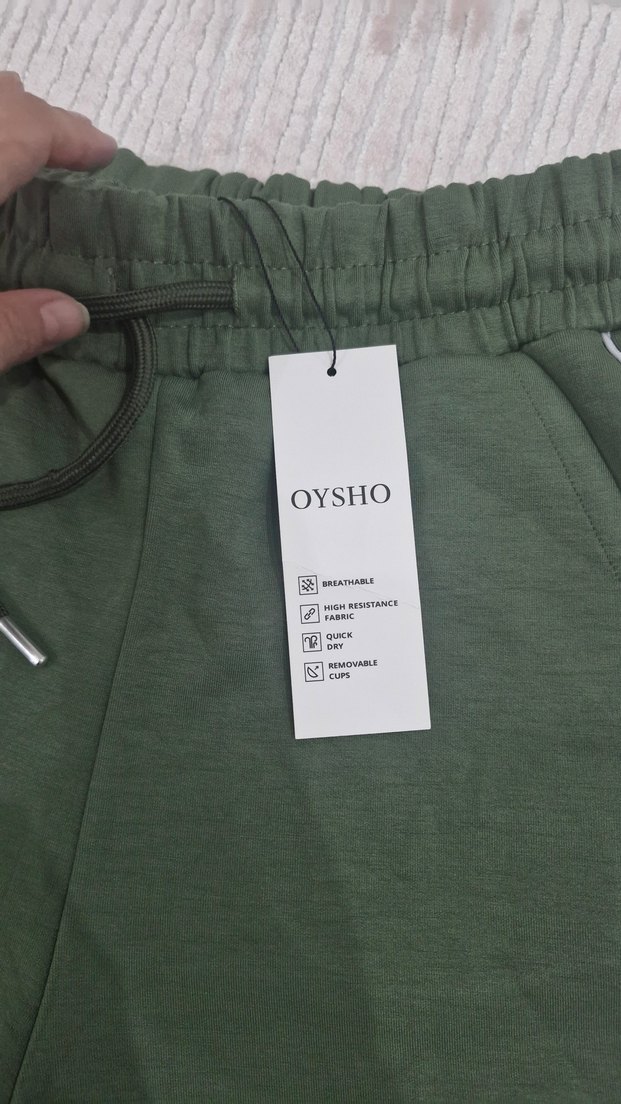 OYSHO
BREATHABLE
HIGH RESISTANCE
FABRIC
QUICK
DRY
REMOVABLE
CUPS